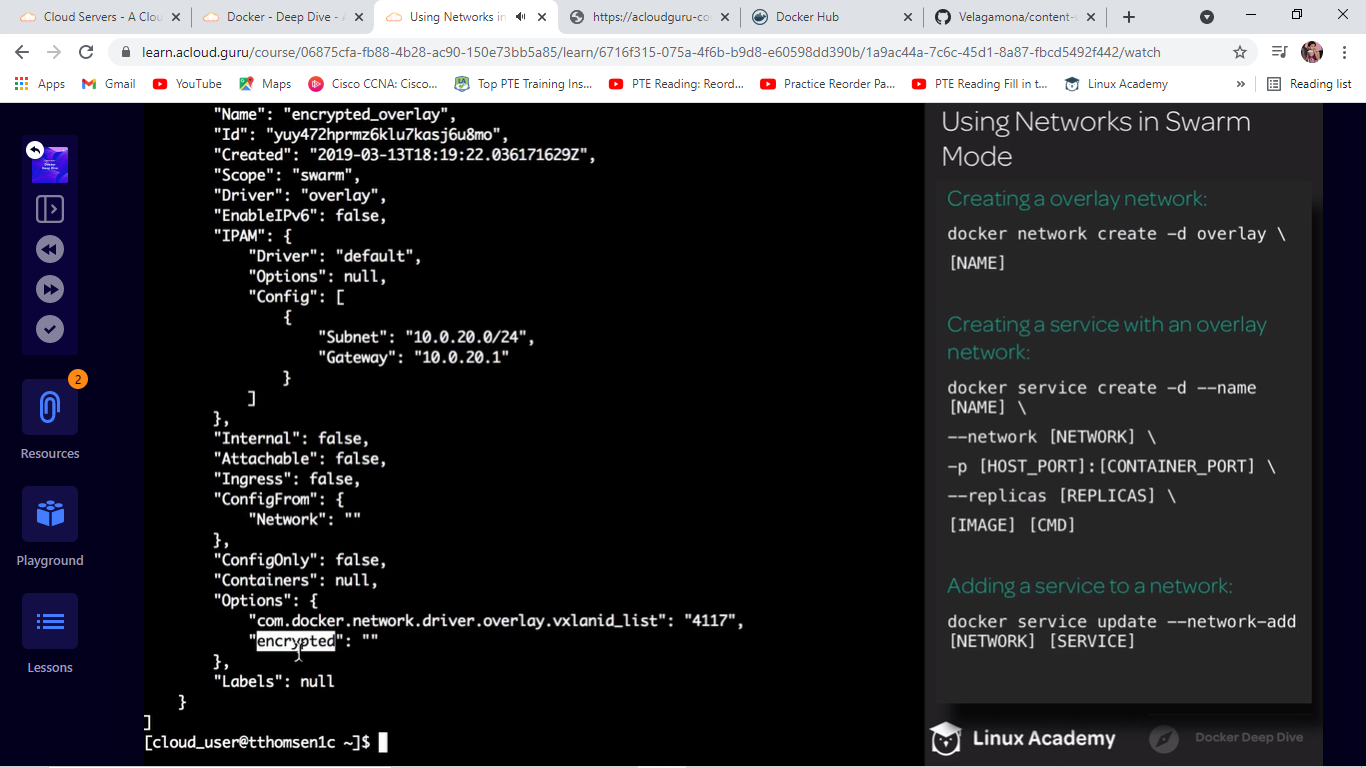 Cloud Servers - A Clou
Docker - Deep Dive - A
Using Networks in
https://acloudguru-co
Docker Hub
Velagamona/content-
learn.acloud.guru/course/06875cfa-fb88-4b28-ac90-150e73bb5a85/learn/6716f315-075a-4f6b-b9d8-e60598dd390b/1a9ac44a-7c6c-45d1-8a87-fbcd5492f442/watch
Apps
Gmail
YouTube
Maps
Cisco CCNA: Cisco...
Top PTE Training Ins...
PTE Reading: Reord...
Practice Reorder Pa...
PTE Reading Fill in t...
Linux Academy
»
Reading list
2
Resources
Playground
Lessons
"Name": "encrypted_overlay",
"Id": "yuy472hprmz6klu7kasj6u8mo",
"Created": "2019-03-13T18:19:22.036171629Z",
"Scope": "swarm",
"Driver": "overlay",
"EnableIPv6": false,
"IPAM": {
"Driver": "default",
"Options": null,
"Config": [
{
"Subnet": "10.0.20.0/24",
"Gateway": "10.0.20.1"
}
]
},
"Internal": false,
"Attachable": false,
"Ingress": false,
"ConfigFrom": {
"Network": ""
},
"ConfigOnly": false,
"Containers": null,
"Options": {
"com.docker.network.driver.overlay.vxlanid_list": "4117",
"encrypted": ""
},
"Labels": null
}
]
[cloud_user@tthomsen1c ~]$
Using Networks in Swarm
Mode
Creating a overlay network:
docker network create -d overlay \
[NAME]
Creating a service with an overlay
network:
docker service create -d --name
[NAME] \
--network [NETWORK] \
-p [HOST_PORT]:[CONTAINER_PORT] \
--replicas [REPLICAS] \
[IMAGE] [CMD]
Adding a service to a network:
docker service update --network-add
[NETWORK] [SERVICE]
Linux Academy
Docker Deep Dive